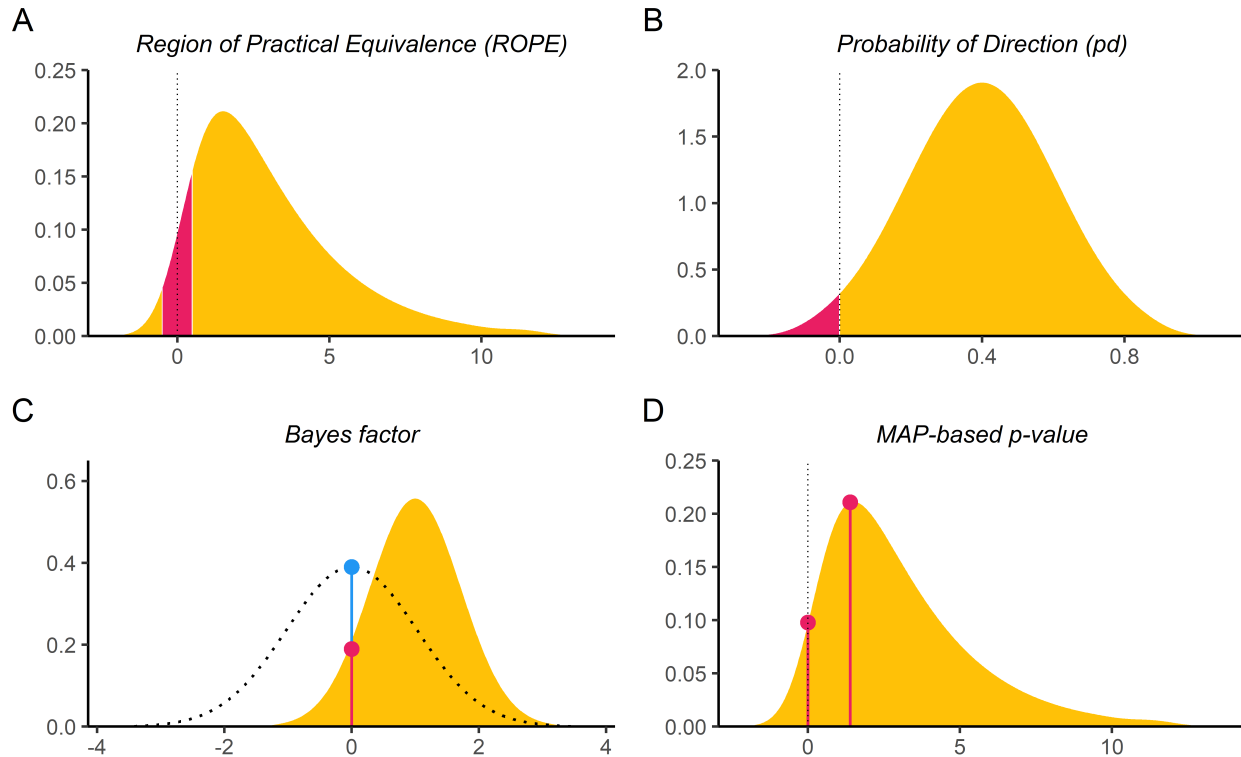 A
Region of Practical Equivalence (ROPE)
0.25
0.20
0.15
0.10
0.05
0.00
0 5 10
B
Probability of Direction (pd)
2.0
1.5
1.0
0.5
0.0
0.0 0.4 0.8
C
Bayes factor
0.6
0.4
0.2
0.0
-4 -2 0 2 4
D
MAP-based p-value
0.25
0.20
0.15
0.10
0.05
0.00
0 5 10